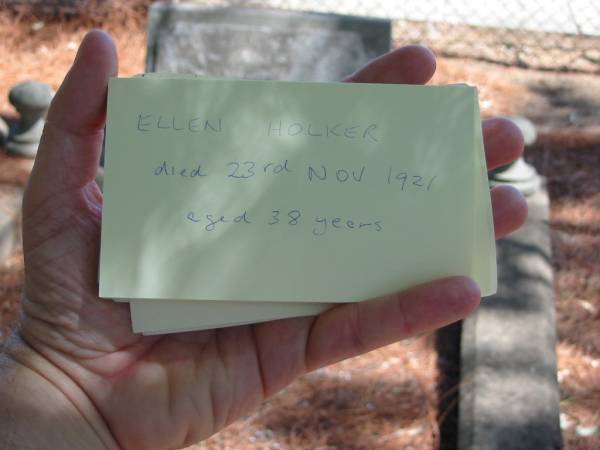 ELLEN HOLKER
died 23rd NOV 1921
aged 38 years